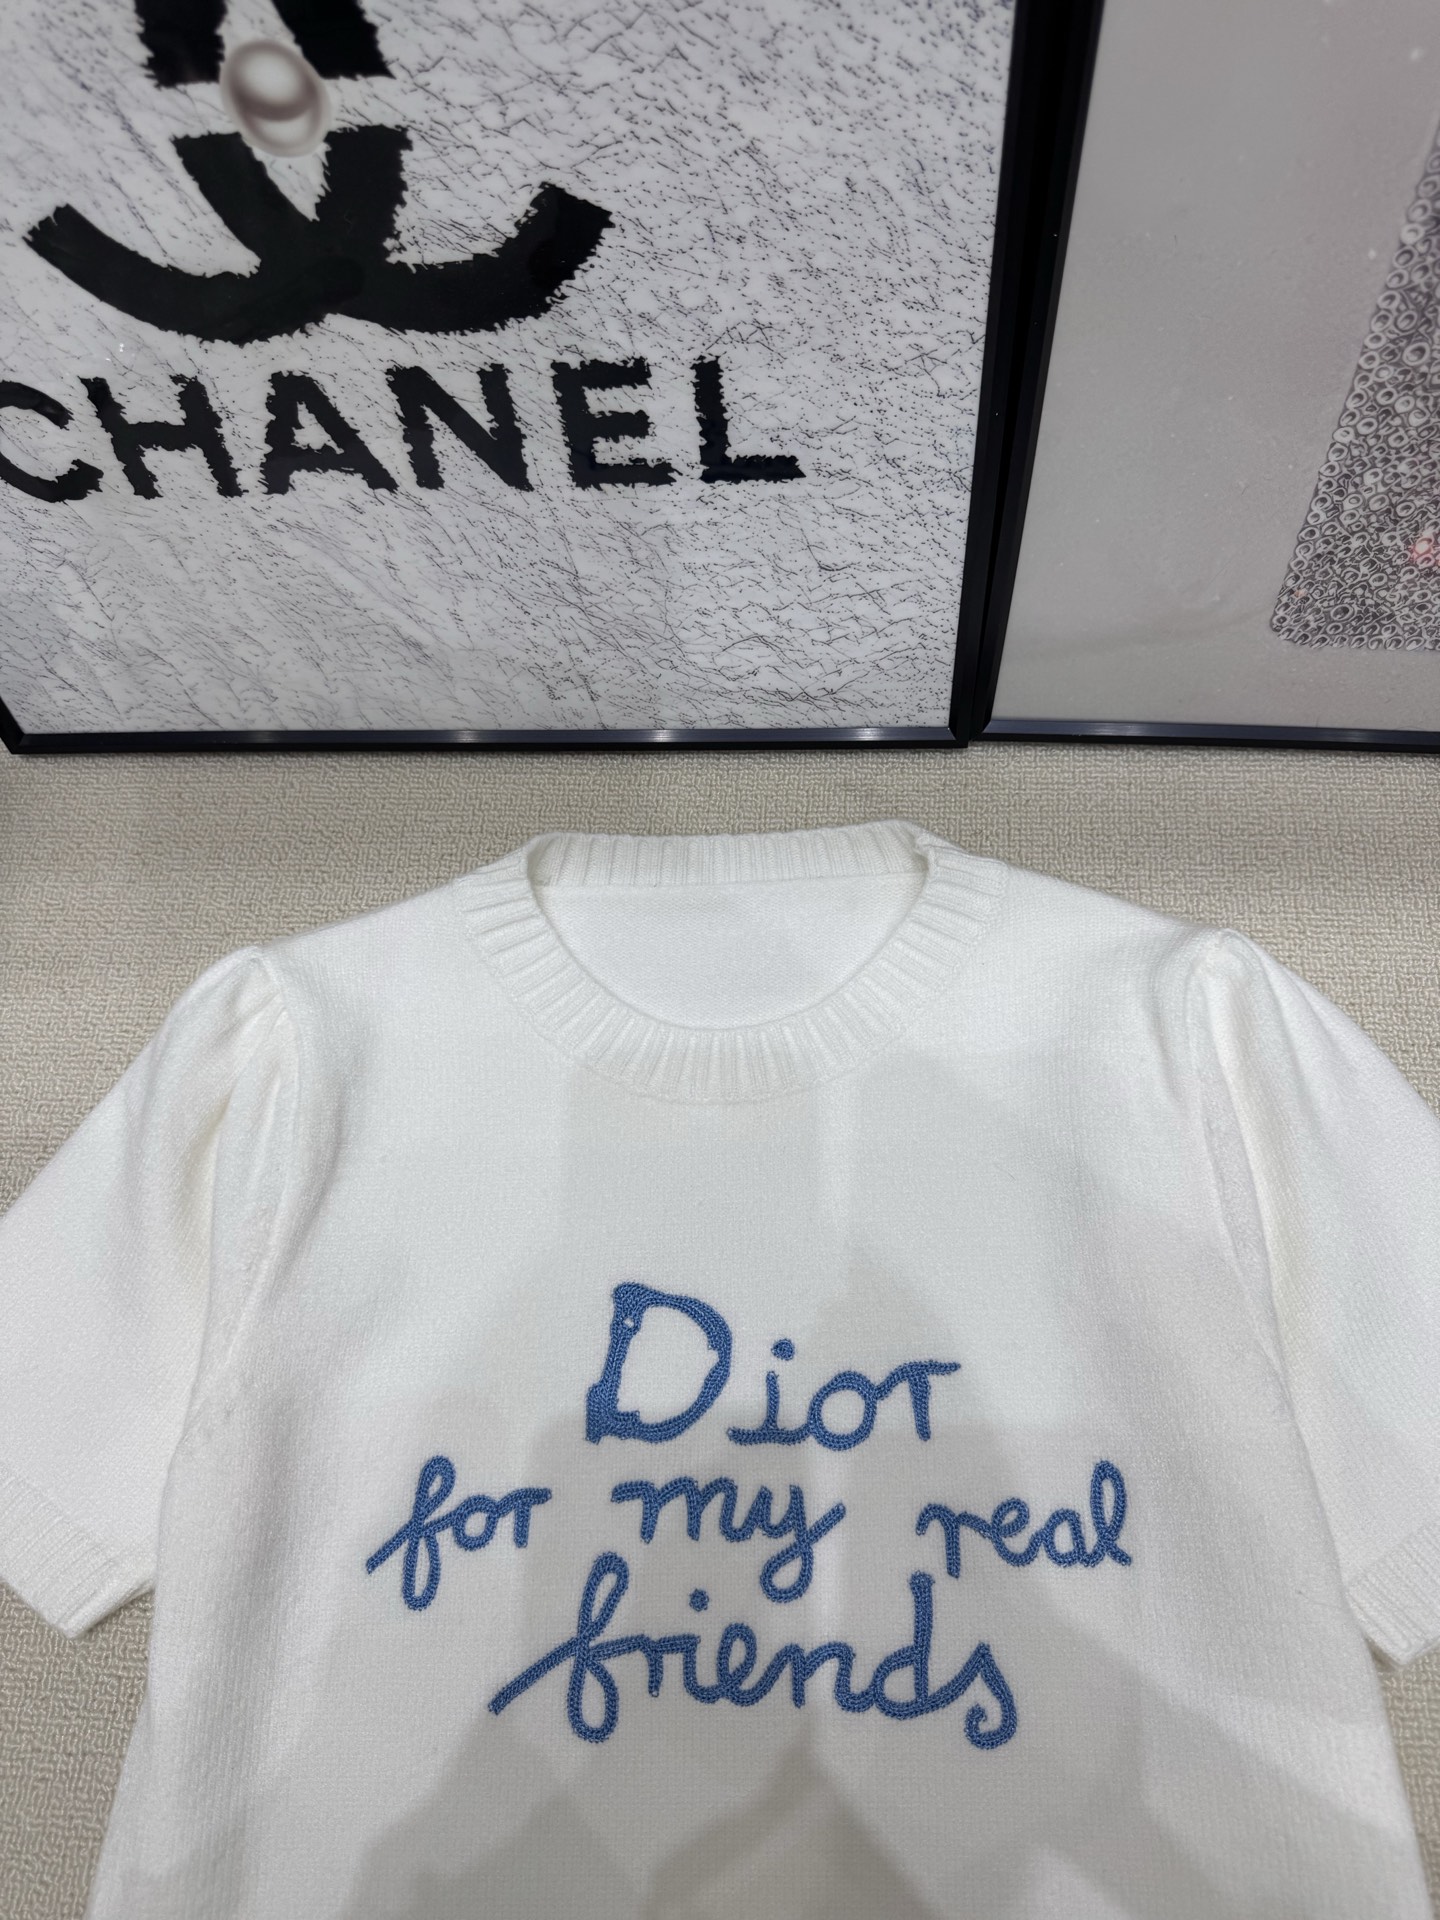 CHANEL
Dior
for my real
friends